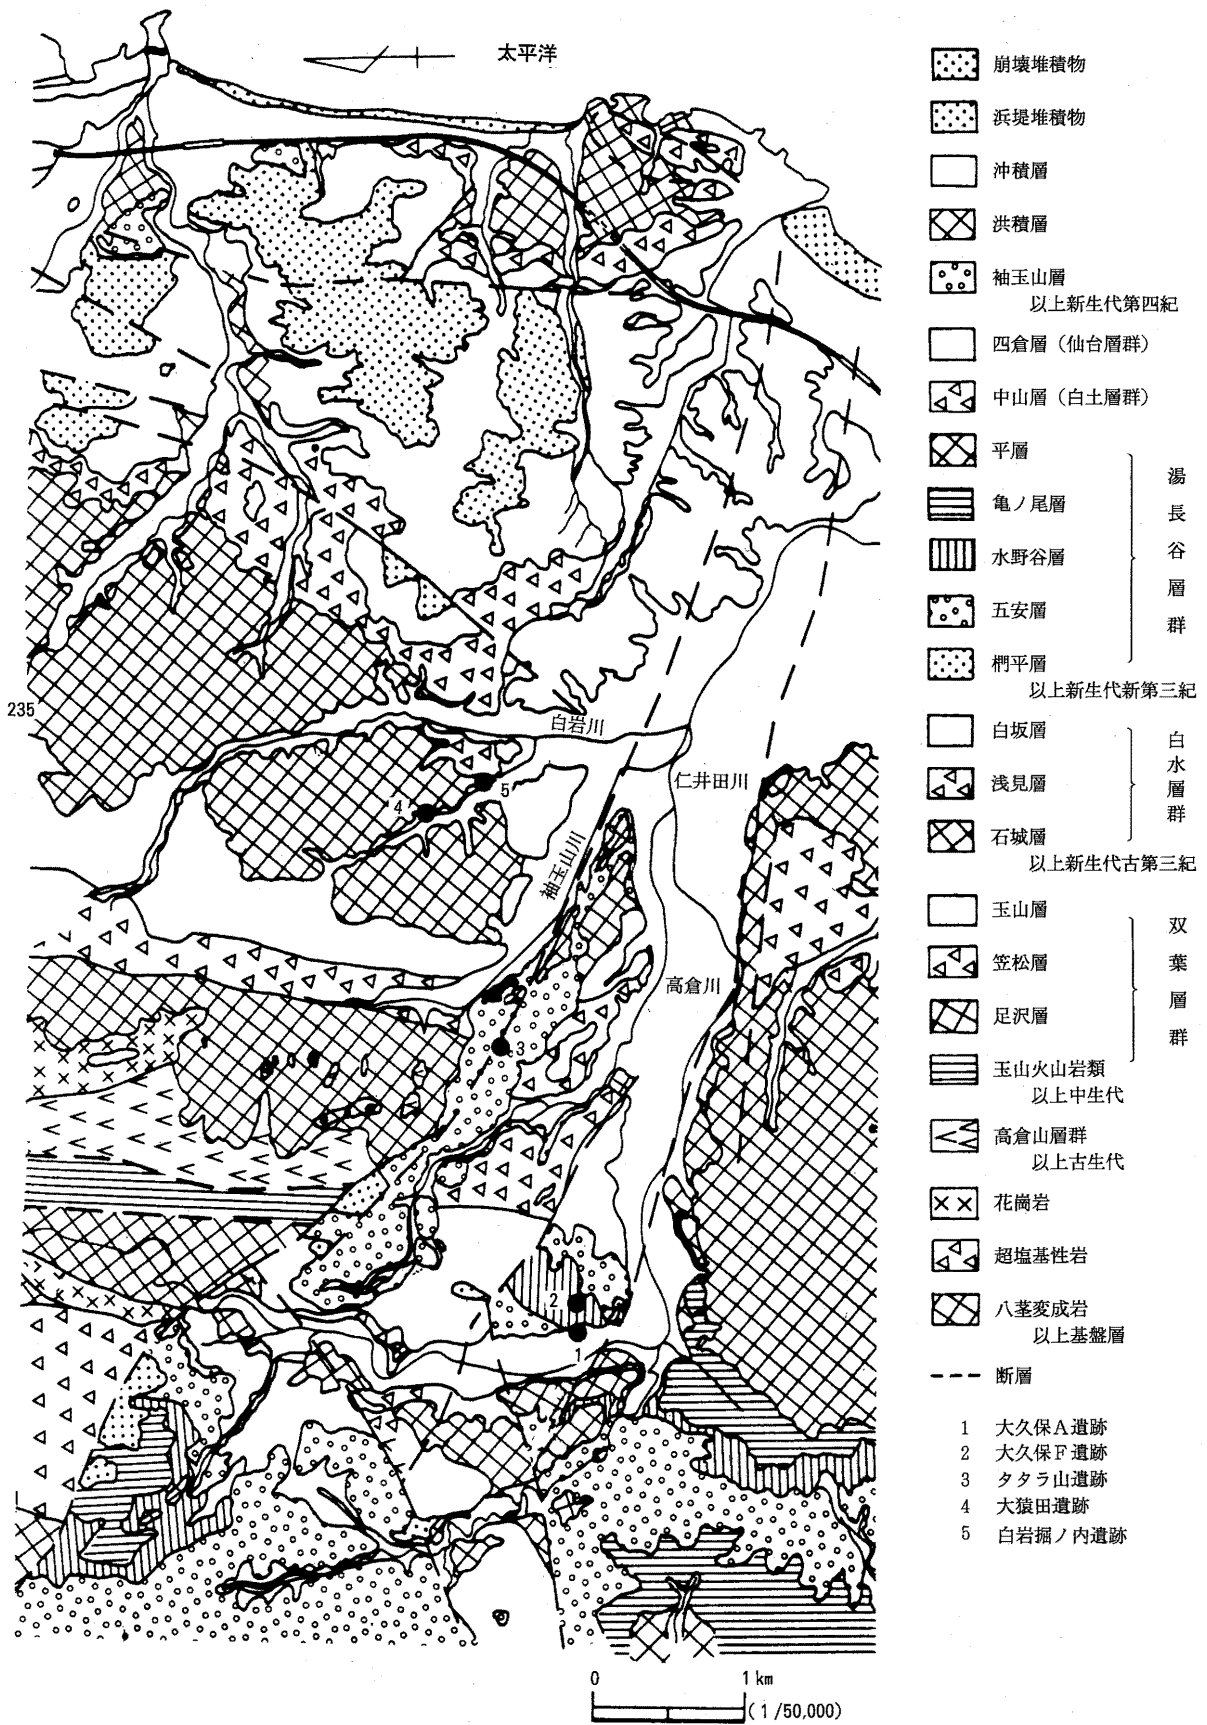 太平洋
235
白岩川
仁井田川
袖玉山川
高倉川
4
5
3
2
1
崩壊堆積物
浜堤堆積物
沖積層
洪積層
袖玉山層
以上新生代第四紀
四倉層（仙台層群）
中山層（白土層群）
平層
亀ノ尾層
水野谷層
五安層
椚平層
湯長谷層群
以上新生代新第三紀
白坂層
浅見層
石城層
白水層群
以上新生代古第三紀
玉山層
笠松層
足沢層
双葉層群
玉山火山岩類
以上中生代
高倉山層群
以上古生代
花崗岩
超塩基性岩
八茎変成岩
以上基盤層
断層
1 大久保A遺跡
2 大久保F遺跡
3 タタラ山遺跡
4 大猿田遺跡
5 白岩掘ノ内遺跡
0 1km
(1/50,000)